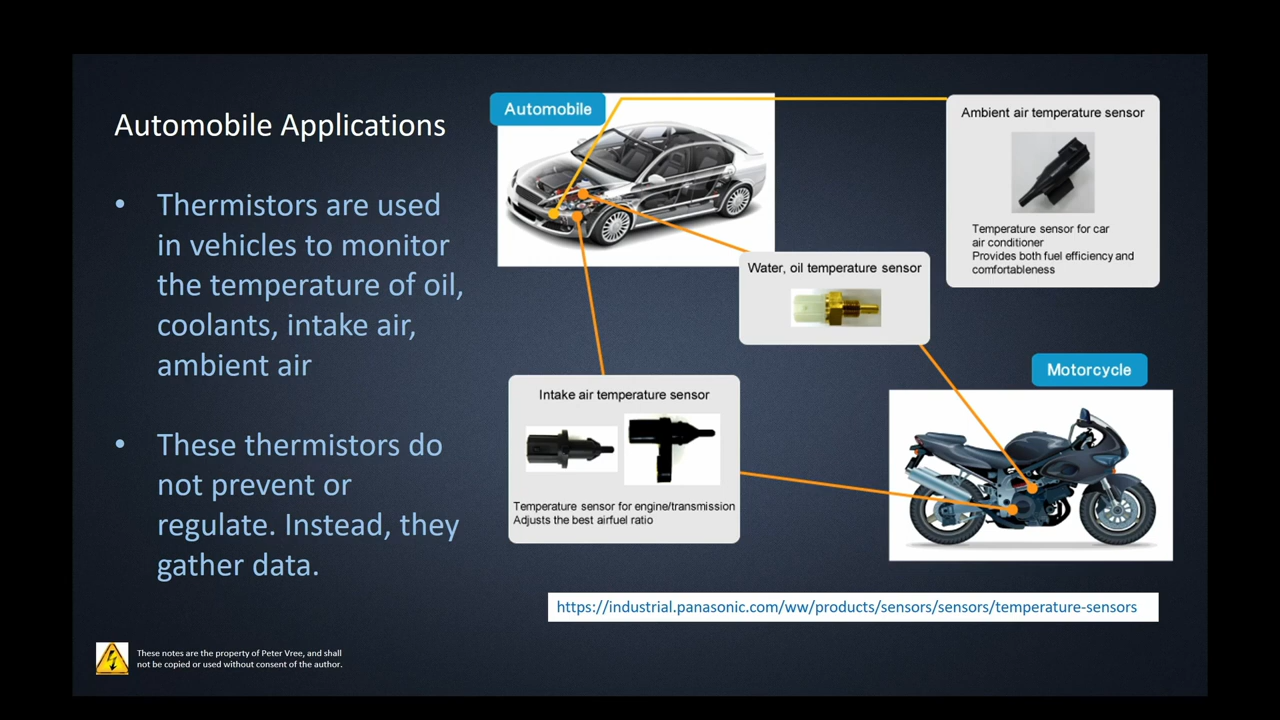 Automobile Applications
• Thermistors are used
in vehicles to monitor
the temperature of oil,
coolants, intake air,
ambient air
• These thermistors do
not prevent or
regulate. Instead, they
gather data.
Automobile
Ambient air temperature sensor
Temperature sensor for car
air conditioner
Provides both fuel efficiency and
comfortableness
Water, oil temperature sensor
Intake air temperature sensor
Temperature sensor for engine/transmission
Adjusts the best airfuel ratio
Motorcycle
https://industrial.panasonic.com/ww/products/sensors/sensors/temperature-sensors
These notes are the property of Peter Vree, and shall
not be copied or used without consent of the author.